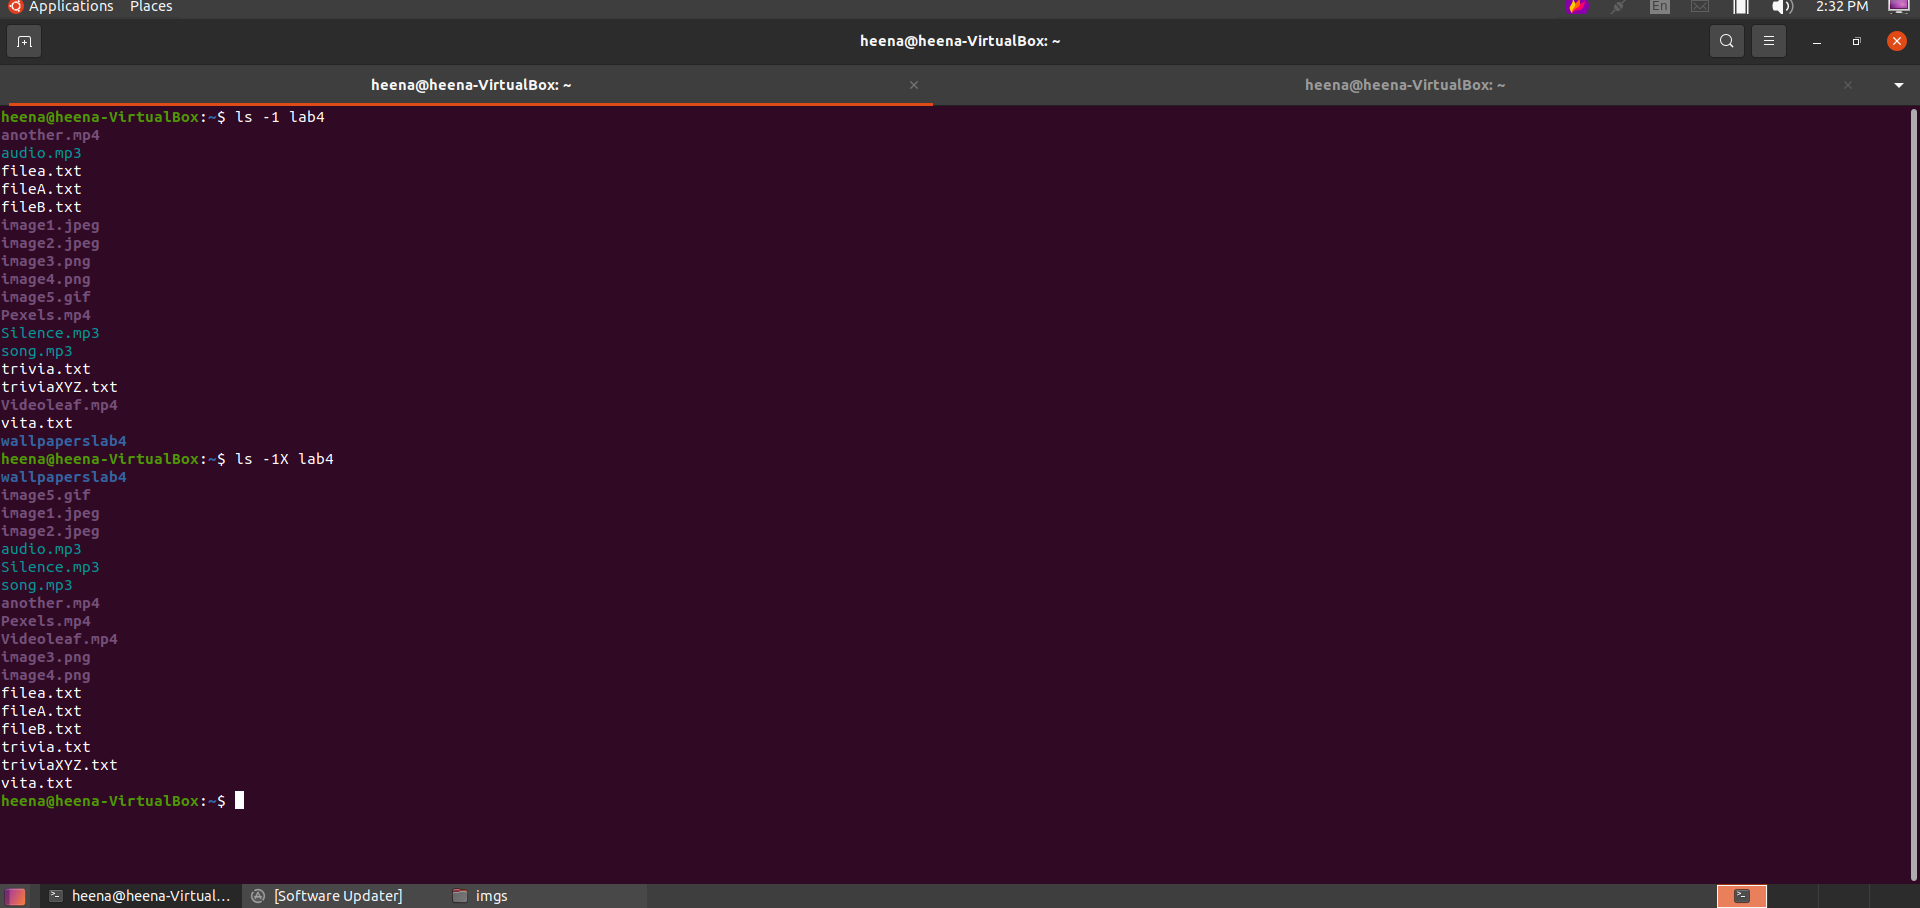 Applications Places En 2:32 PM
heena@heena-VirtualBox: ~
heena@heena-VirtualBox: ~ heena@heena-VirtualBox: ~
heena@heena-VirtualBox:~$ ls -1 lab4
another.mp4
audio.mp3
filea.txt
fileA.txt
fileB.txt
image1.jpeg
image2.jpeg
image3.png
image4.png
image5.gif
Pexels.mp4
Silence.mp3
song.mp3
trivia.txt
triviaXYZ.txt
Videoleaf.mp4
vita.txt
wallpaperslab4
heena@heena-VirtualBox:~$ ls -1X lab4
wallpaperslab4
image5.gif
image1.jpeg
image2.jpeg
audio.mp3
Silence.mp3
song.mp3
another.mp4
Pexels.mp4
Videoleaf.mp4
image3.png
image4.png
filea.txt
fileA.txt
fileB.txt
trivia.txt
triviaXYZ.txt
vita.txt
heena@heena-VirtualBox:~$
heena@heena-Virtual... [Software Updater] imgs